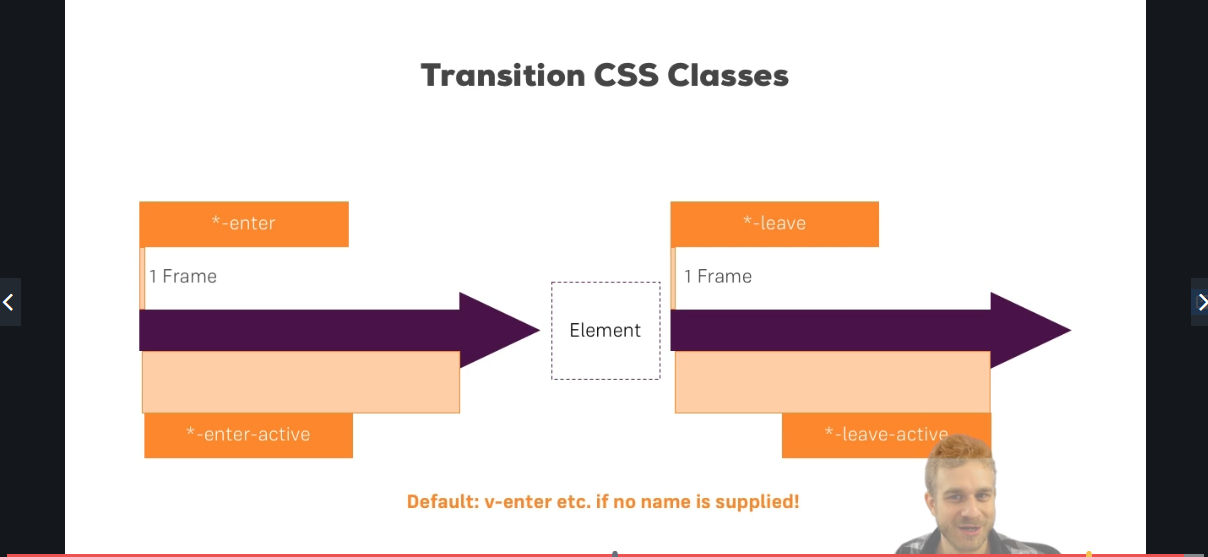 Transition CSS Classes
*-enter
*-leave
1 Frame
1 Frame
Element
*-enter-active
*-leave-active
Default: v-enter etc. if no name is supplied!